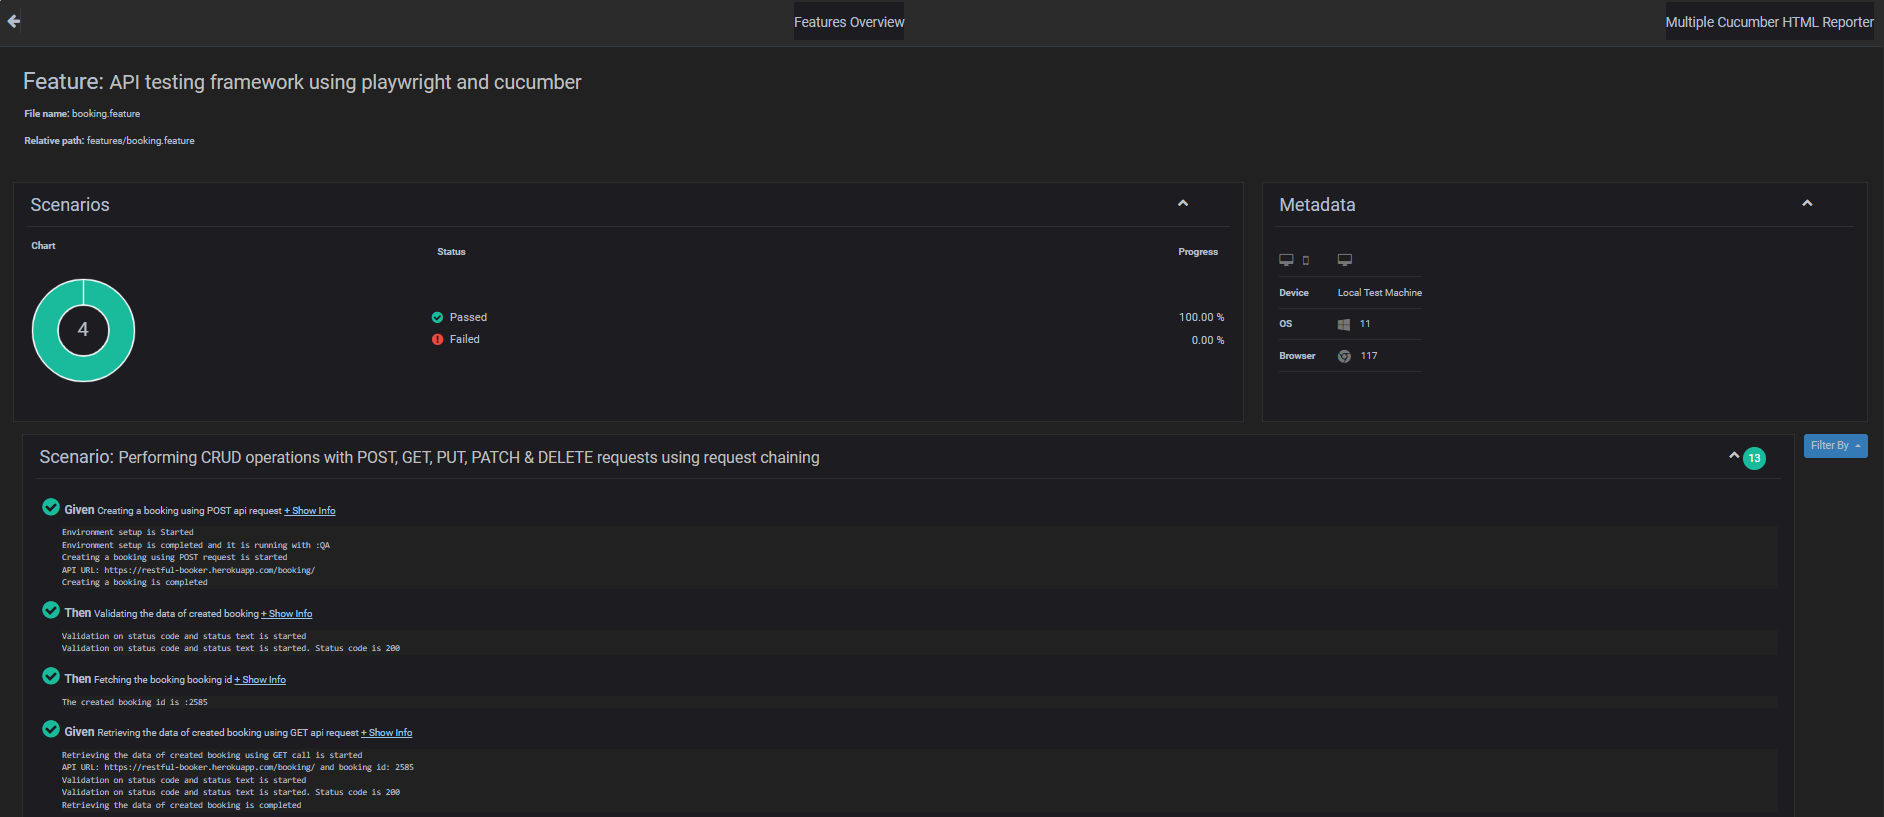 Features Overview
Multiple Cucumber HTML Reporter
Feature: API testing framework using playwright and cucumber
File name: booking.feature
Relative path: features/booking.feature
Scenarios
Chart
Status
Progress
4
Passed
100.00 %
Failed
0.00 %
Metadata
Device Local Test Machine
OS 11
Browser 117
Filter By
Scenario: Performing CRUD operations with POST, GET, PUT, PATCH & DELETE requests using request chaining
13
Given Creating a booking using POST api request + Show Info
Environment setup is Started
Environment setup is completed and it is running with :QA
Creating a booking using POST request is started
API URL: https://restful-booker.herokuapp.com/booking/
Creating a booking is completed
Then Validating the data of created booking + Show Info
Validation on status code and status text is started
Validation on status code and status text is started. Status code is 200
Then Fetching the booking booking id + Show Info
The created booking id is :2585
Given Retrieving the data of created booking using GET api request + Show Info
Retrieving the data of created booking using GET call is started
API URL: https://restful-booker.herokuapp.com/booking/ and booking id: 2585
Validation on status code and status text is started
Validation on status code and status text is started. Status code is 200
Retrieving the data of created booking is completed